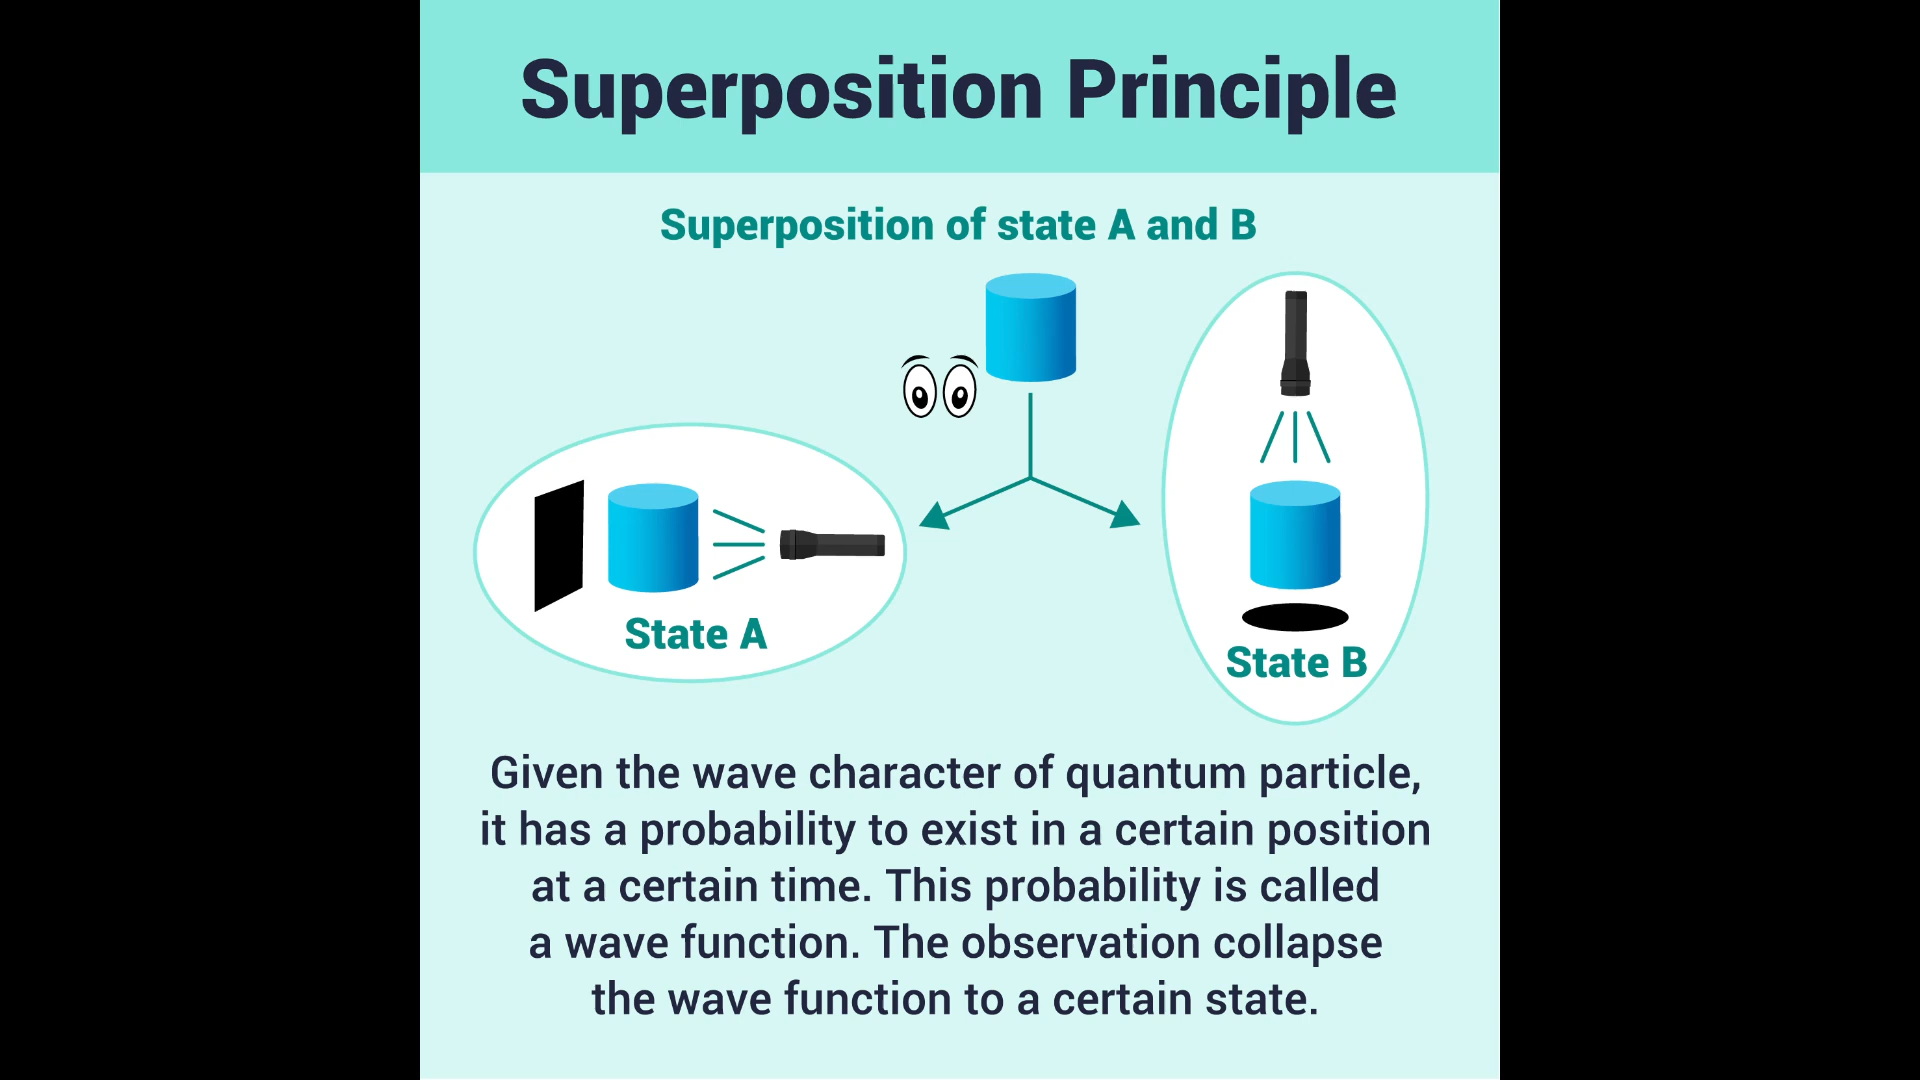 Superposition Principle
Superposition of state A and B
State A
State B
Given the wave character of quantum particle,
it has a probability to exist in a certain position
at a certain time. This probability is called
a wave function. The observation collapse
the wave function to a certain state.